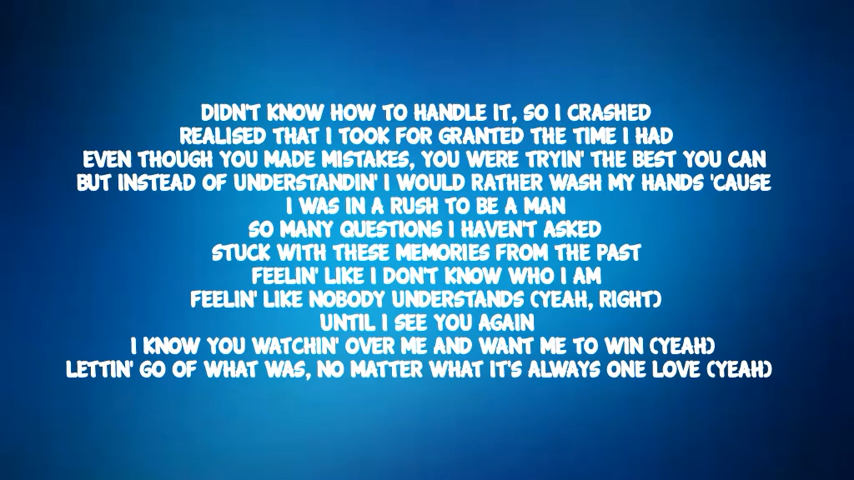 DIDN'T KNOW HOW TO HANDLE IT, SO I CRASHED
REALISED THAT I TOOK FOR GRANTED THE TIME I HAD
EVEN THOUGH YOU MADE MISTAKES, YOU WERE TRYIN' THE BEST YOU CAN
BUT INSTEAD OF UNDERSTANDIN' I WOULD RATHER WASH MY HANDS 'CAUSE
I WAS IN A RUSH TO BE A MAN
SO MANY QUESTIONS I HAVEN'T ASKED
STUCK WITH THESE MEMORIES FROM THE PAST
FEELIN' LIKE I DON'T KNOW WHO I AM
FEELIN' LIKE NOBODY UNDERSTANDS (YEAH, RIGHT)
UNTIL I SEE YOU AGAIN
I KNOW YOU WATCHIN' OVER ME AND WANT ME TO WIN (YEAH)
LETTIN' GO OF WHAT WAS, NO MATTER WHAT IT'S ALWAYS ONE LOVE (YEAH)